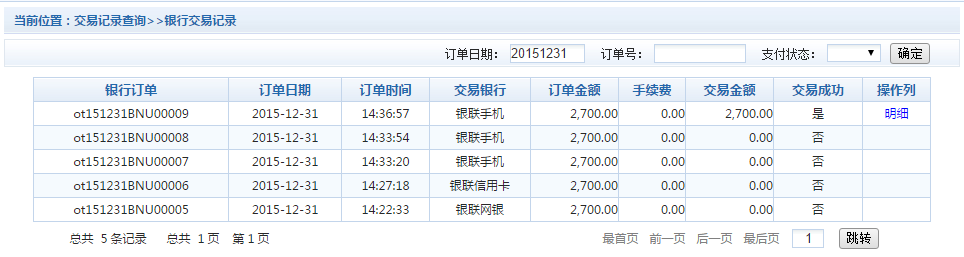 当前位置：交易记录查询>>银行交易记录
订单日期： 20151231 订单号： 支付状态： 确定
银行订单 订单日期 订单时间 交易银行 订单金额 手续费 交易金额 交易成功 操作列
ot151231BNU00009 2015-12-31 14:36:57 银联手机 2,700.00 0.00 2,700.00 是 明细
ot151231BNU00008 2015-12-31 14:33:54 银联手机 2,700.00 0.00 0.00 否
ot151231BNU00007 2015-12-31 14:33:20 银联手机 2,700.00 0.00 0.00 否
ot151231BNU00006 2015-12-31 14:27:18 银联信用卡 2,700.00 0.00 0.00 否
ot151231BNU00005 2015-12-31 14:22:33 银联网银 2,700.00 0.00 0.00 否
总共 5 条记录 总共 1 页 第 1 页 最首页 前一页 后一页 最后页 1 跳转